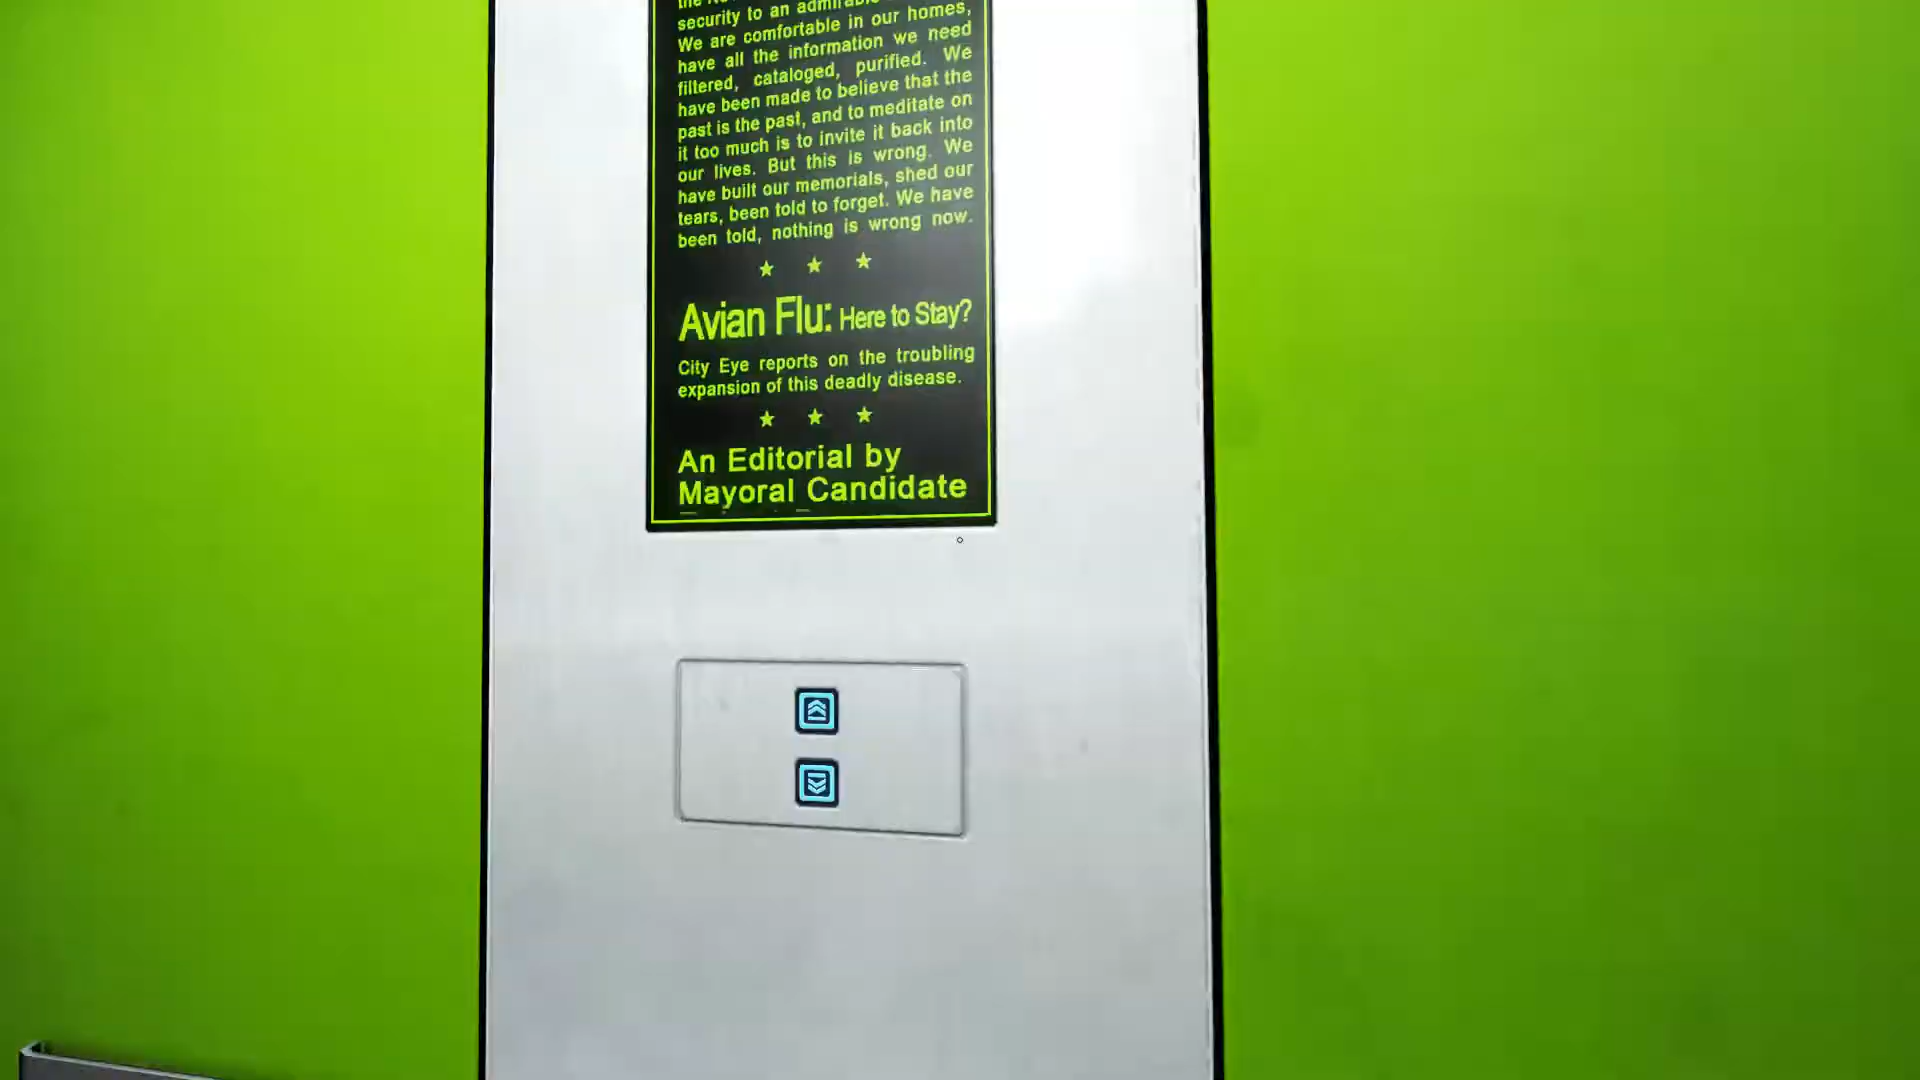 security to an admirable
We are comfortable in our homes,
have all the information we need
filtered, cataloged, purified. We
have been made to believe that the
past is the past, and to meditate on
it too much is to invite it back into
our lives. But this is wrong. We
have built our memorials, shed our
tears, been told to forget. We have
been told, nothing is wrong now.
Avian Flu: Here to Stay?
City Eye reports on the troubling
expansion of this deadly disease.
An Editorial by
Mayoral Candidate